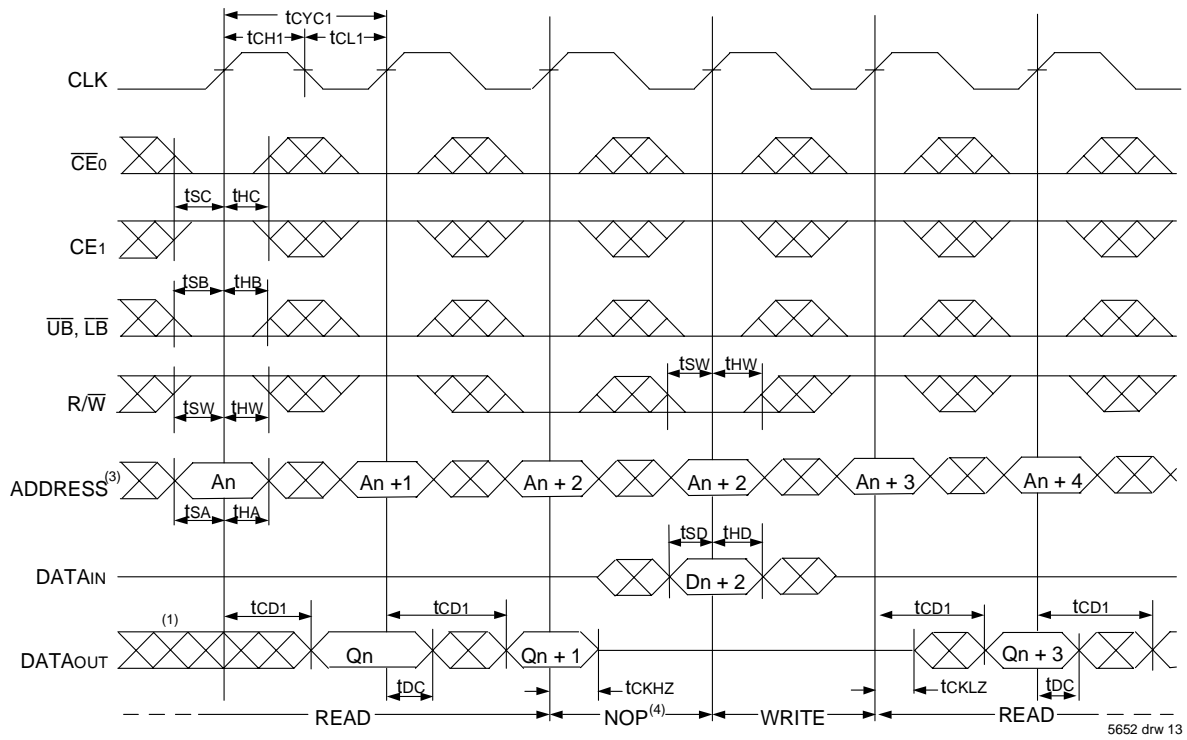 tCYC1
tCH1 tCL1
CLK
CE0
tSC tHC
CE1
tSB tHB
UB, LB
tSW tHW
R/W
tSW tHW
ADDRESS(3) An An +1 An + 2 An + 2 An + 3 An + 4
tSA tHA
tSD tHD
DATAIN Dn + 2
tCD1 tCD1 tCD1 tCD1
(1)
DATAOUT Qn Qn + 1 Qn + 3
tDC tCKHZ tCKLZ tDC
READ NOP(4) WRITE READ
5652 drw 13